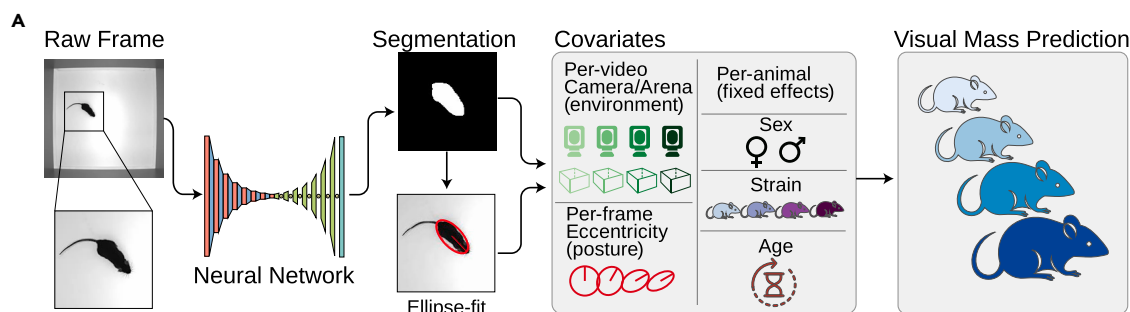 A
Raw Frame
Neural Network
Segmentation
Ellipse-fit
Covariates
Per-video
Camera/Arena
(environment)
Per-frame
Eccentricity
(posture)
Per-animal
(fixed effects)
Sex
Strain
Age
Visual Mass Prediction